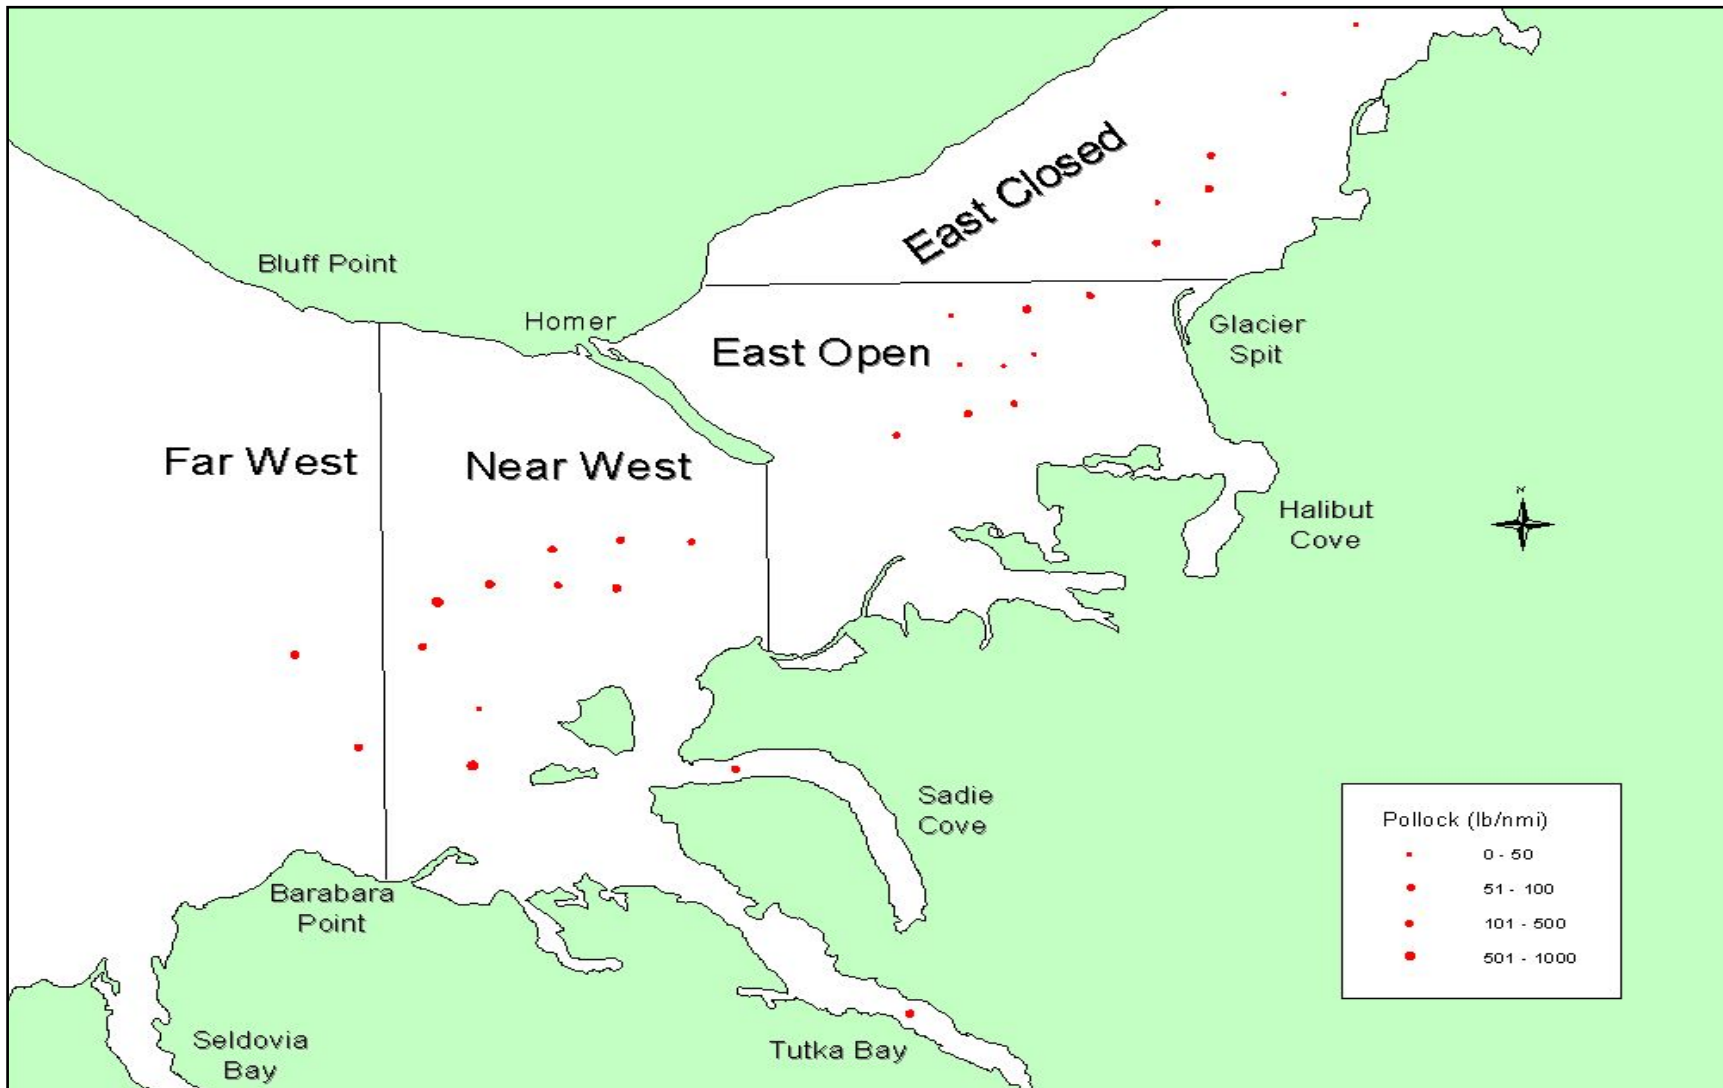 East Closed
Bluff Point
Homer
East Open
Glacier
Spit
Far West
Near West
Halibut
Cove
N
Sadie
Cove
Pollock (lb/nmi)
0 - 50
51 - 100
101 - 500
501 - 1000
Barabara
Point
Seldovia
Bay
Tutka Bay